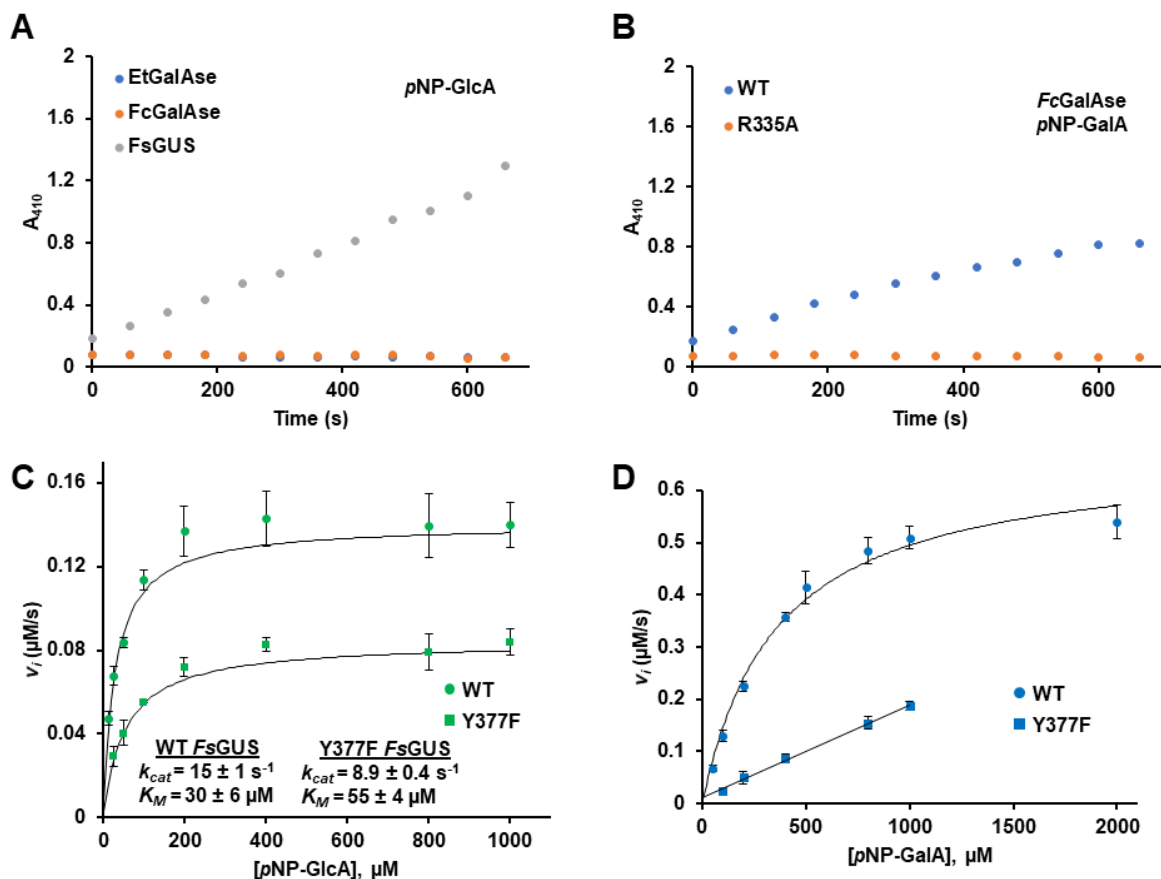 A
2
1.6
1.2
0.8
0.4
0
A410
EtGalAse
FcGalAse
FsGUS
pNP-GlcA
0 200 400 600
Time (s)
B
2
1.6
1.2
0.8
0.4
0
A410
WT
R335A
FcGalAse
pNP-GalA
0 200 400 600
Time (s)
C
0.16
0.12
0.08
0.04
0
vi (µM/s)
WT
Y377F
WT FsGUS
kcat = 15 ± 1 s-1
KM = 30 ± 6 µM
Y377F FsGUS
kcat = 8.9 ± 0.4 s-1
KM = 55 ± 4 µM
0 200 400 600 800 1000
[pNP-GlcA], µM
D
0.6
0.5
0.4
0.3
0.2
0.1
0
vi (µM/s)
WT
Y377F
0 500 1000 1500 2000
[pNP-GalA], µM